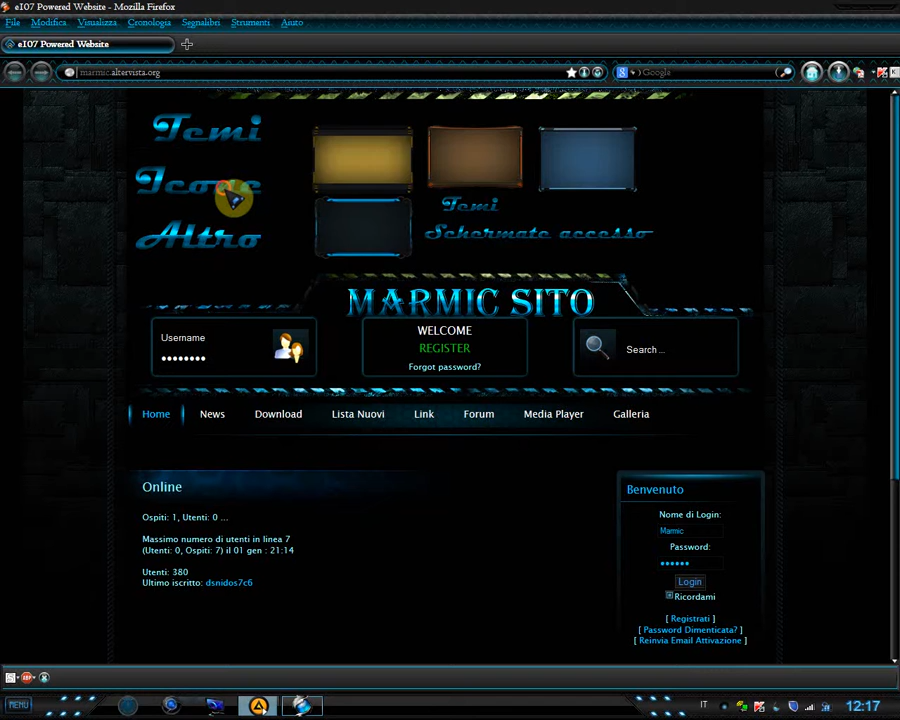 eI07 Powered Website - Mozilla Firefox
File Modifica Visualizza Cronologia Segnalibri Strumenti Aiuto
eI07 Powered Website
marmic.altervista.org
Google
Temi
Icone
Altro
Temi
Schermate accesso
MARMIC SITO
Username
WELCOME
REGISTER
Forgot password?
Search ...
Home News Download Lista Nuovi Link Forum Media Player Galleria
Online
Ospiti: 1, Utenti: 0 ...
Massimo numero di utenti in linea 7
(Utenti: 0, Ospiti: 7) il 01 gen : 21:14
Utenti: 380
Ultimo iscritto: dsnidos7c6
Benvenuto
Nome di Login:
Mamic
Password:
Login
Ricordami
[ Registrati ]
[ Password Dimenticata? ]
[ Reinvia Email Attivazione ]
MENU
IT
12:17